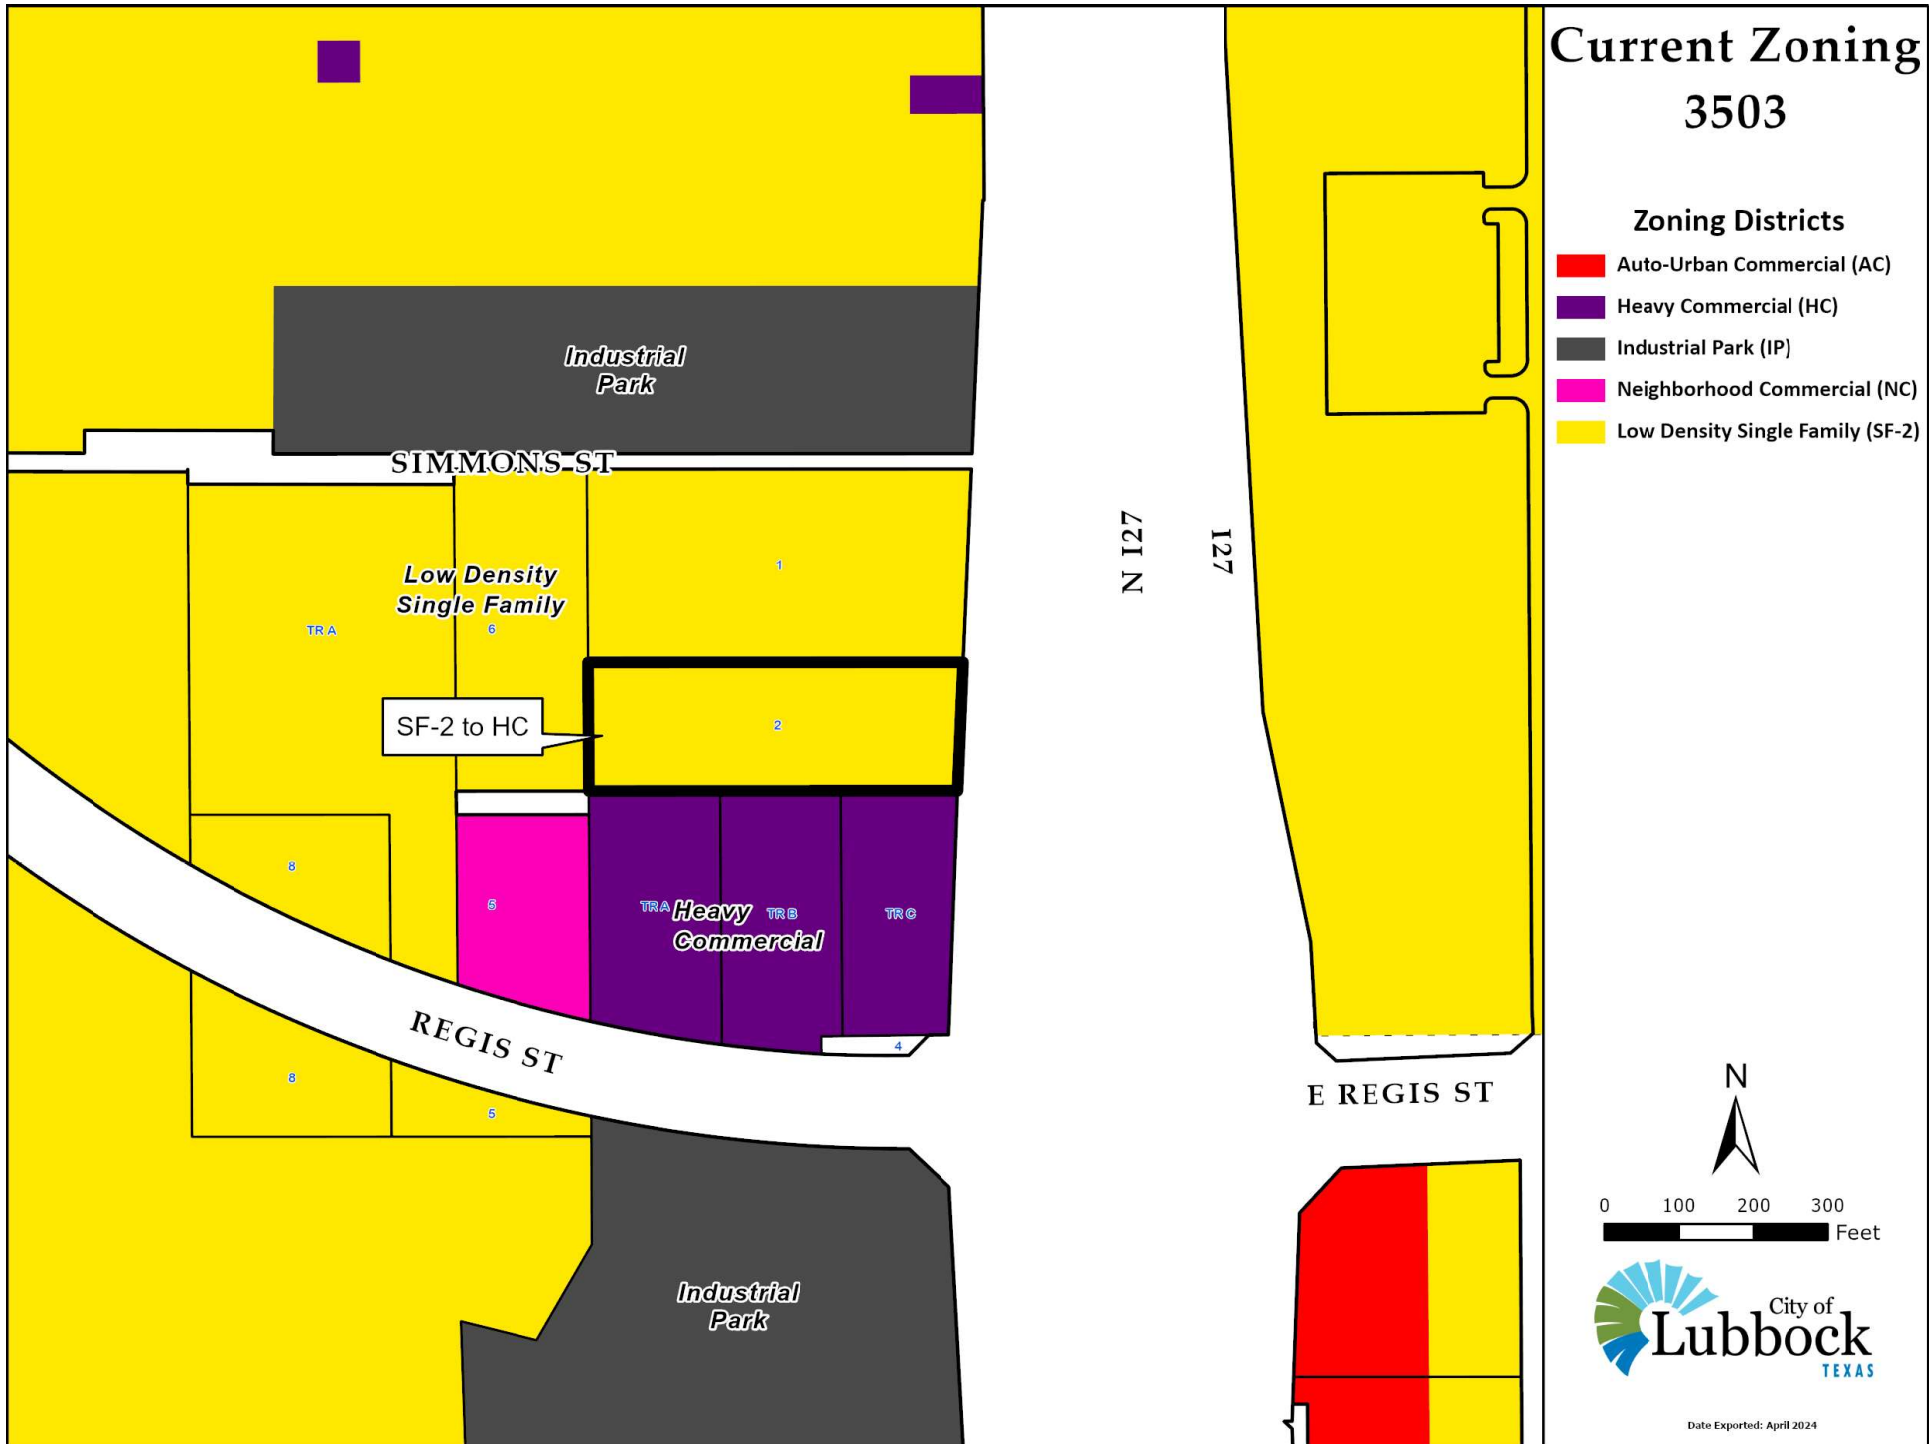 Current Zoning
3503
Zoning Districts
Auto-Urban Commercial (AC)
Heavy Commercial (HC)
Industrial Park (IP)
Neighborhood Commercial (NC)
Low Density Single Family (SF-2)
Industrial
Park
SIMMONS ST
N I27
I27
Low Density
Single Family
1
TR A
6
SF-2 to HC
2
8
5
TR A
Heavy
Commercial
TR B
TR C
REGIS ST
4
8
5
E REGIS ST
Industrial
Park
N
0 100 200 300
Feet
City of
Lubbock
TEXAS
Date Exported: April 2024